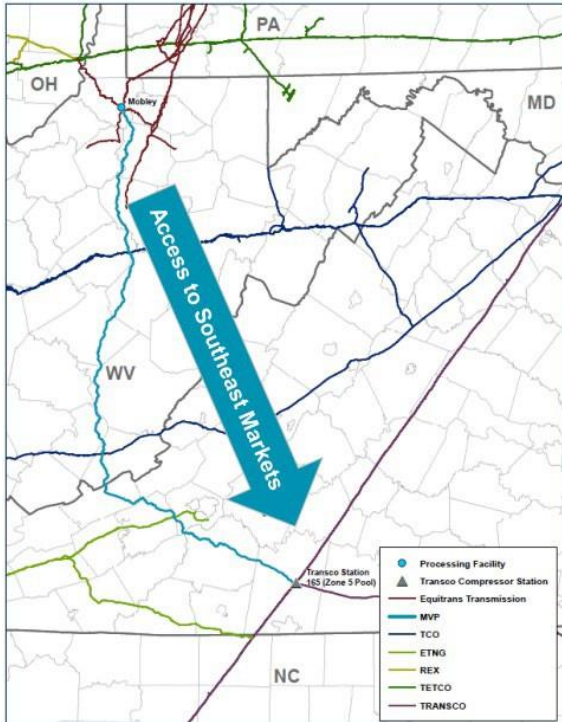 PA
OH
MD
Mobley
Access to Southeast Markets
WV
Transco Station
165 (Zone 5 Pool)
NC
Processing Facility
Transco Compressor Station
Equitrans Transmission
MVP
TCO
ETNG
REX
TETCO
TRANSCO